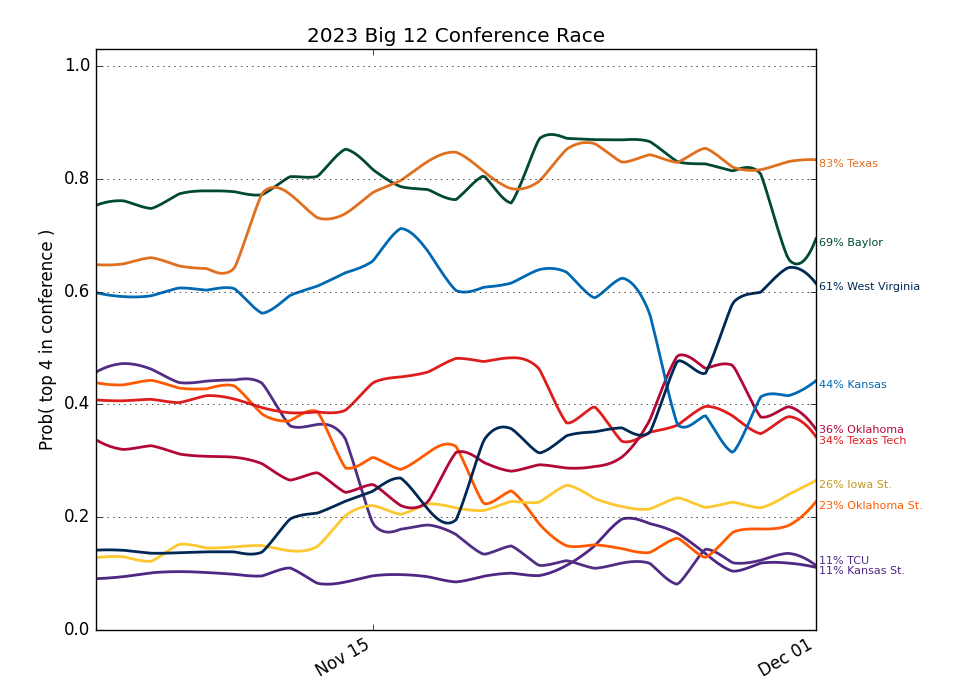 2023 Big 12 Conference Race
1.0
0.8
0.6
0.4
0.2
0.0
Prob( top 4 in conference )
83% Texas
69% Baylor
61% West Virginia
44% Kansas
36% Oklahoma
34% Texas Tech
26% Iowa St.
23% Oklahoma St.
11% TCU
11% Kansas St.
Nov 15
Dec 01